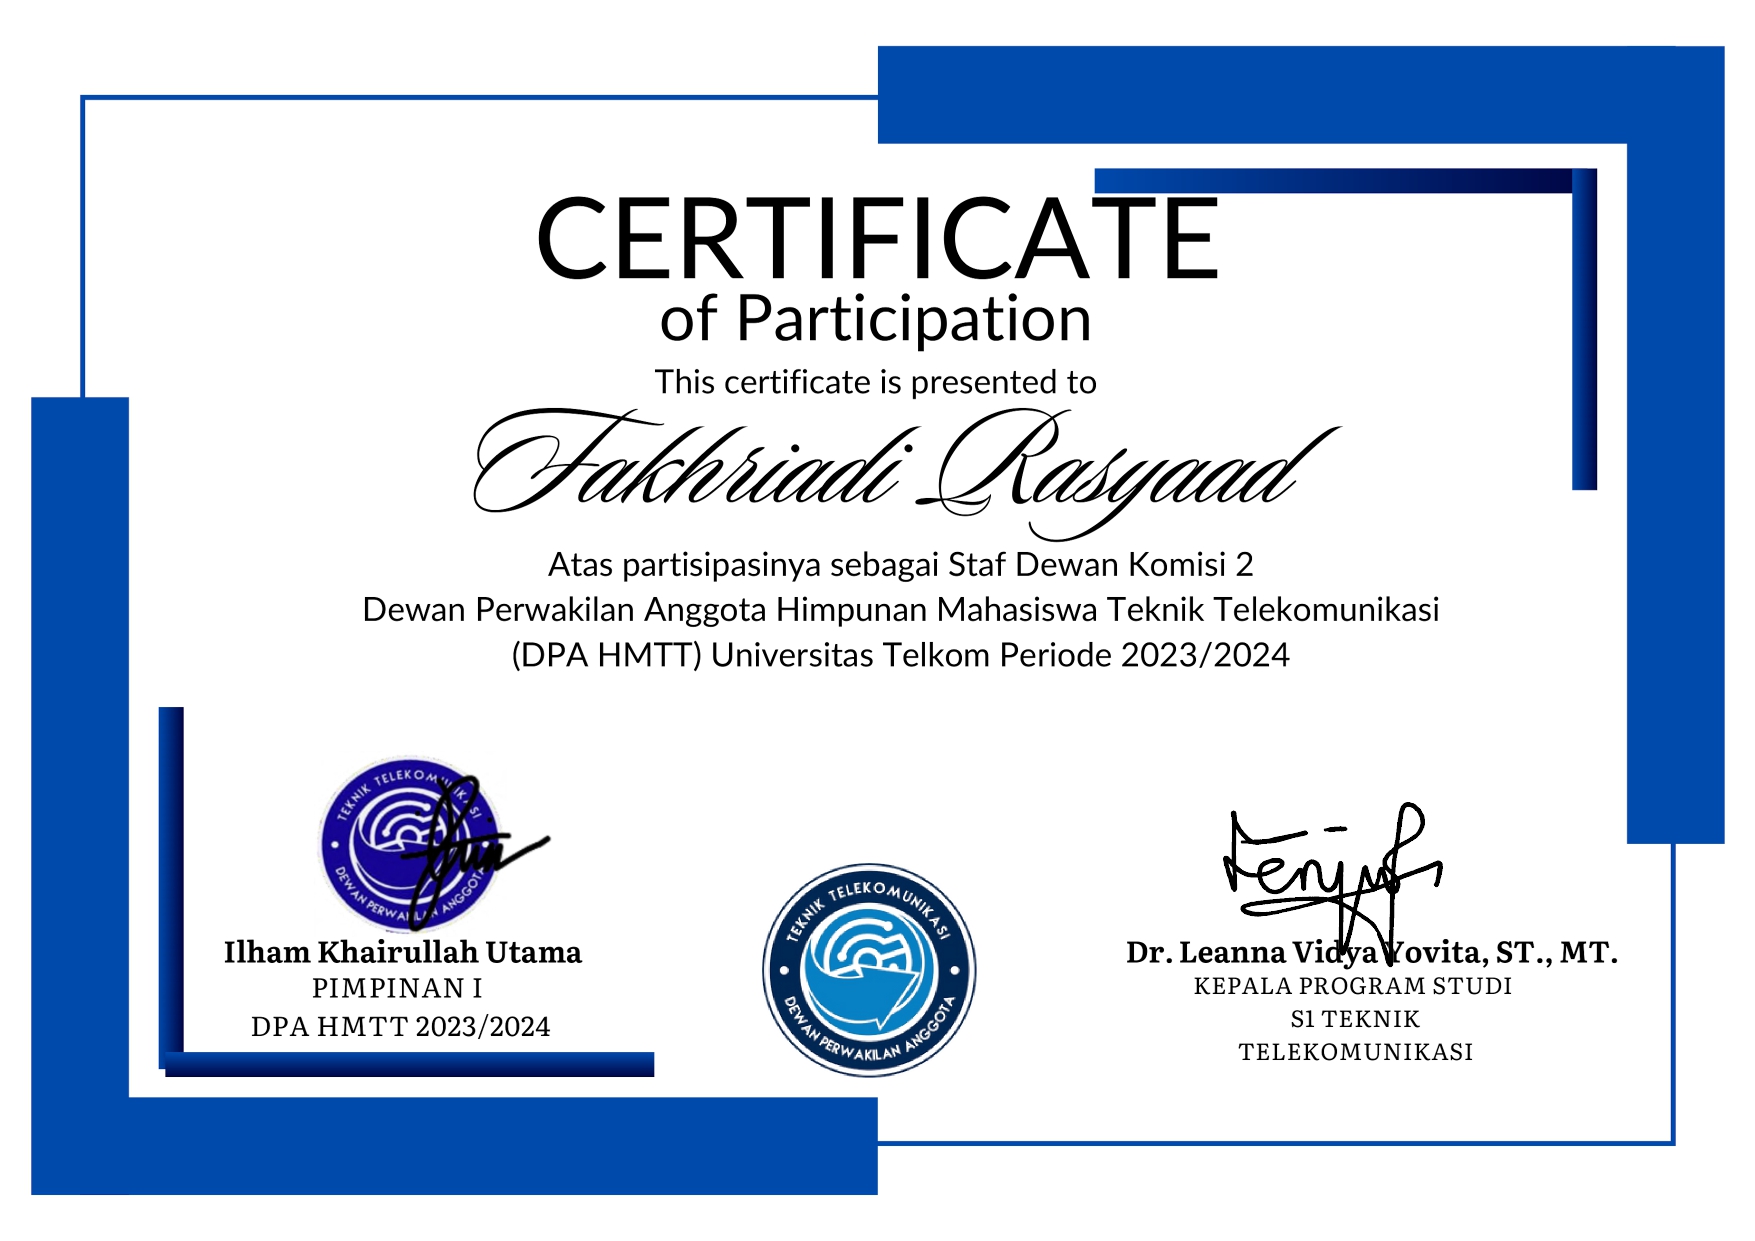 CERTIFICATE
of Participation
This certificate is presented to
Fakhriadi Rasyaad
Atas partisipasinya sebagai Staf Dewan Komisi 2
Dewan Perwakilan Anggota Himpunan Mahasiswa Teknik Telekomunikasi
(DPA HMTT) Universitas Telkom Periode 2023/2024
TEKNIK TELEKOMUNIKASI
DEWAN PERWAKILAN ANGGOTA
Ilham Khairullah Utama
PIMPINAN I
DPA HMTT 2023/2024
TEKNIK TELEKOMUNIKASI
DEWAN PERWAKILAN ANGGOTA
Dr. Leanna Vidya Yovita, ST., MT.
KEPALA PROGRAM STUDI
S1 TEKNIK
TELEKOMUNIKASI